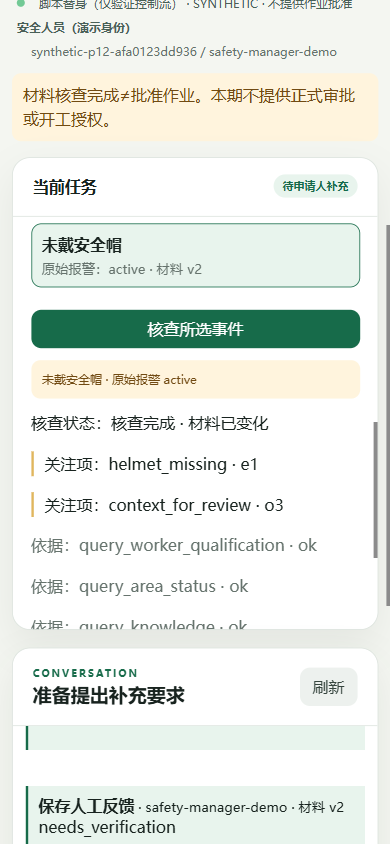 脚本替身（仅验证控制流） · SYNTHETIC · 不提供作业批准
安全人员（演示身份）
synthetic-p12-afa0123dd936 / safety-manager-demo
材料核查完成≠批准作业。本期不提供正式审批
或开工授权。
当前任务
待申请人补充
未戴安全帽
原始报警：active · 材料 v2
核查所选事件
未戴安全帽 · 原始报警 active
核查状态：核查完成 · 材料已变化
关注项：helmet_missing · e1
关注项：context_for_review · o3
依据：query_worker_qualification · ok
依据：query_area_status · ok
依据：query_knowledge · ok
CONVERSATION
准备提出补充要求
刷新
保存人工反馈 · safety-manager-demo · 材料 v2
needs_verification